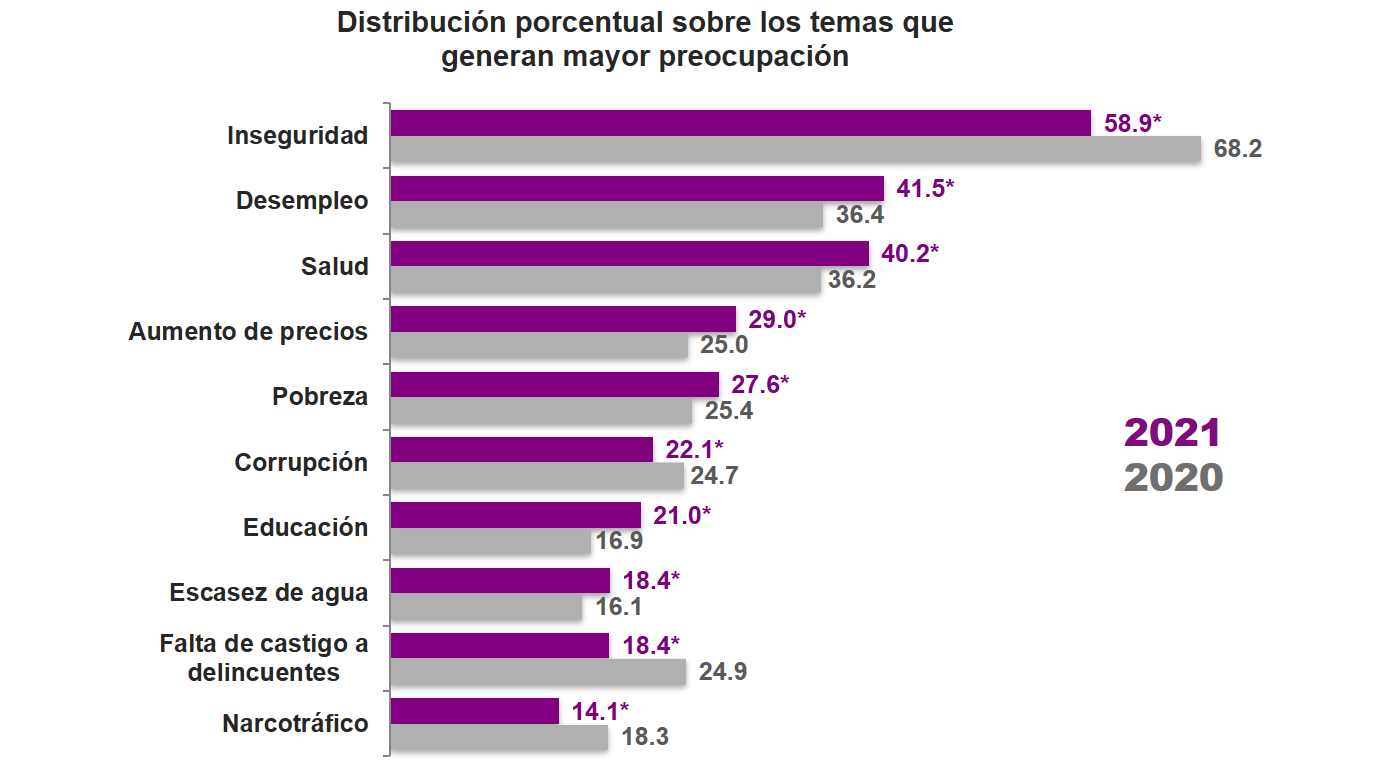 Distribución porcentual sobre los temas que
generan mayor preocupación
Inseguridad
58.9*
68.2
Desempleo
41.5*
36.4
Salud
40.2*
36.2
Aumento de precios
29.0*
25.0
Pobreza
27.6*
25.4
Corrupción
22.1*
24.7
Educación
21.0*
16.9
Escasez de agua
18.4*
16.1
Falta de castigo a
delincuentes
18.4*
24.9
Narcotráfico
14.1*
18.3
2021
2020